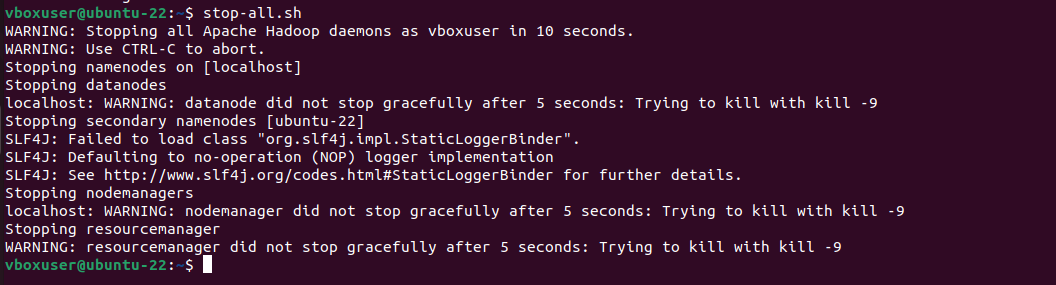 vboxuser@ubuntu-22:~$ stop-all.sh
WARNING: Stopping all Apache Hadoop daemons as vboxuser in 10 seconds.
WARNING: Use CTRL-C to abort.
Stopping namenodes on [localhost]
Stopping datanodes
localhost: WARNING: datanode did not stop gracefully after 5 seconds: Trying to kill with kill -9
Stopping secondary namenodes [ubuntu-22]
SLF4J: Failed to load class "org.slf4j.impl.StaticLoggerBinder".
SLF4J: Defaulting to no-operation (NOP) logger implementation
SLF4J: See http://www.slf4j.org/codes.html#StaticLoggerBinder for further details.
Stopping nodemanagers
localhost: WARNING: nodemanager did not stop gracefully after 5 seconds: Trying to kill with kill -9
Stopping resourcemanager
WARNING: resourcemanager did not stop gracefully after 5 seconds: Trying to kill with kill -9
vboxuser@ubuntu-22:~$